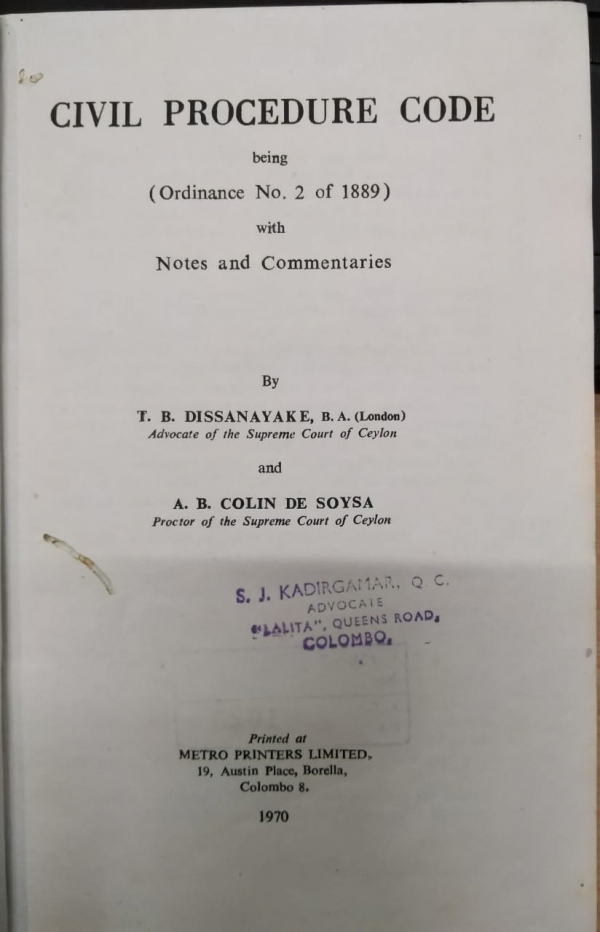 CIVIL PROCEDURE CODE
being
(Ordinance No. 2 of 1889)
with
Notes and Commentaries
By
T. B. DISSANAYAKE, B. A. (London)
Advocate of the Supreme Court of Ceylon
and
A. B. COLIN DE SOYSA
Proctor of the Supreme Court of Ceylon
S. J. KADIRGAMAR, Q. C.
ADVOCATE
"LALITA", QUEENS ROAD,
COLOMBO.
Printed at
METRO PRINTERS LIMITED,
19, Austin Place, Borella,
Colombo 8.
1970